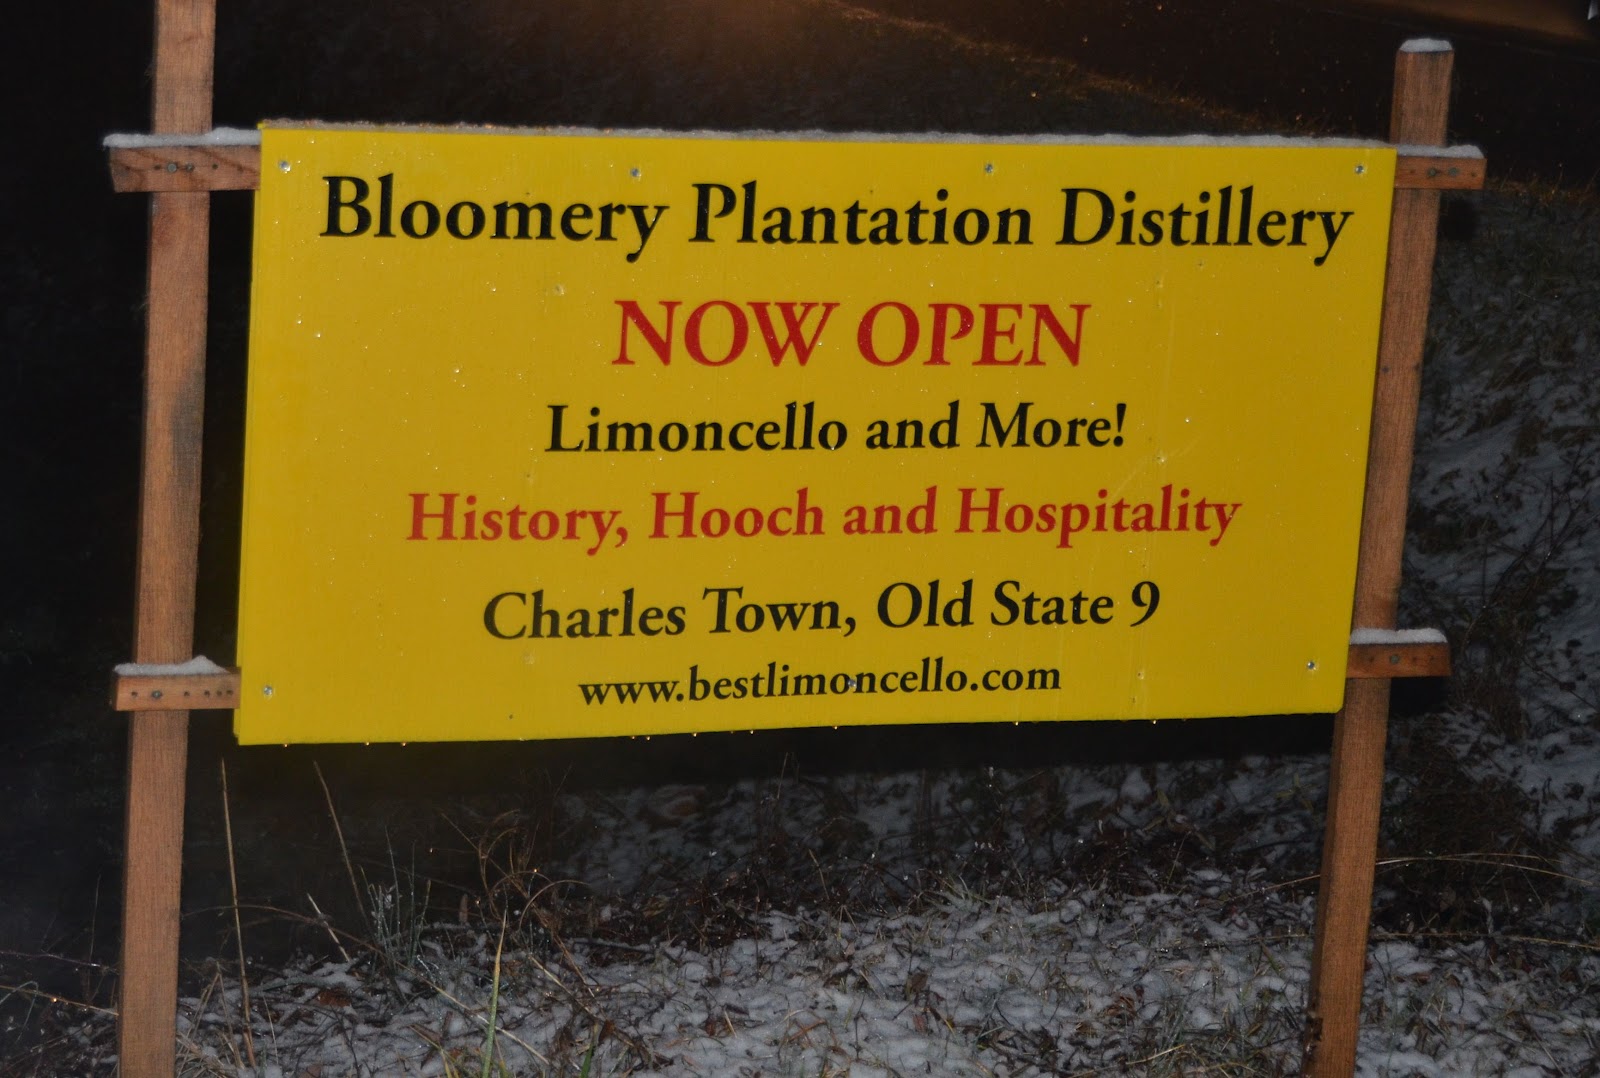 Bloomery Plantation Distillery
NOW OPEN
Limoncello and More!
History, Hooch and Hospitality
Charles Town, Old State 9
www.bestlimoncello.com